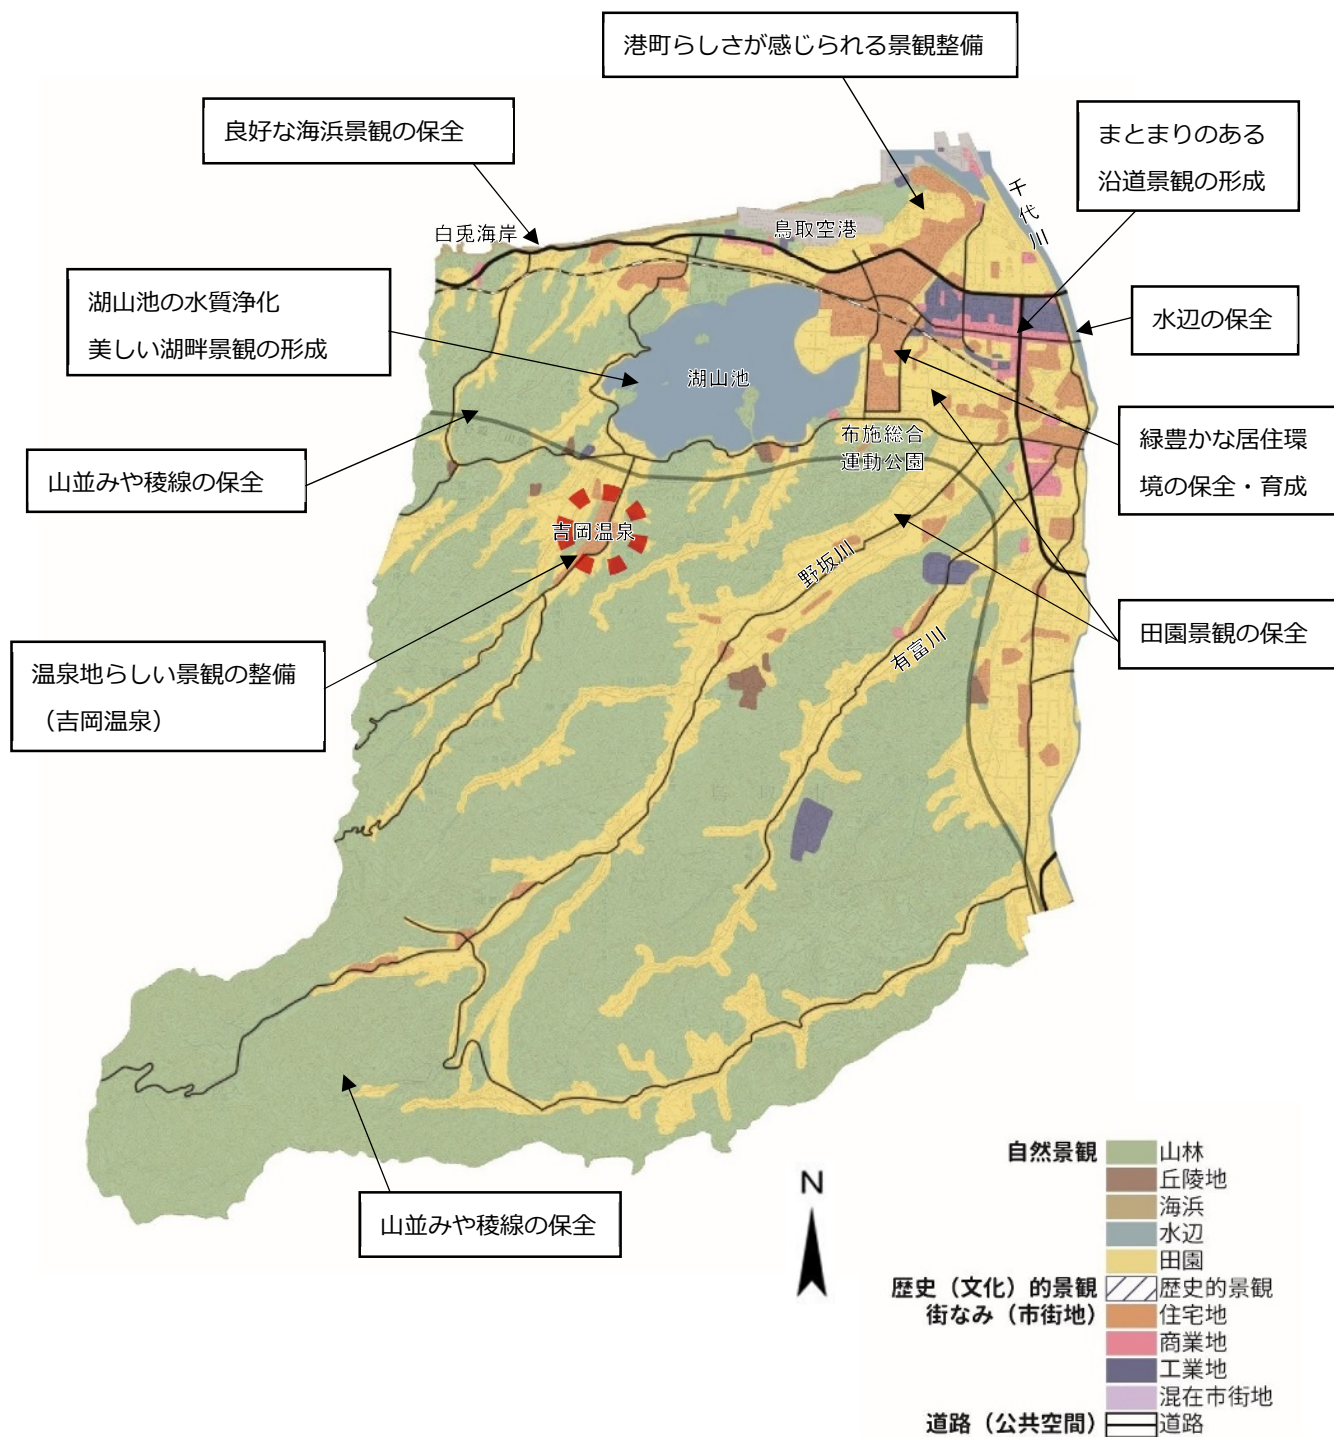 港町らしさが感じられる景観整備
良好な海浜景観の保全
まとまりのある
沿道景観の形成
千代川
白兎海岸
鳥取空港
湖山池の水質浄化
美しい湖畔景観の形成
水辺の保全
湖山池
布施総合
運動公園
緑豊かな居住環
境の保全・育成
山並みや稜線の保全
吉岡温泉
野坂川
有富川
田園景観の保全
温泉地らしい景観の整備
（吉岡温泉）
山並みや稜線の保全
N
自然景観
山林
丘陵地
海浜
水辺
田園
歴史（文化）的景観 歴史的景観
街なみ（市街地） 住宅地
商業地
工業地
混在市街地
道路（公共空間） 道路